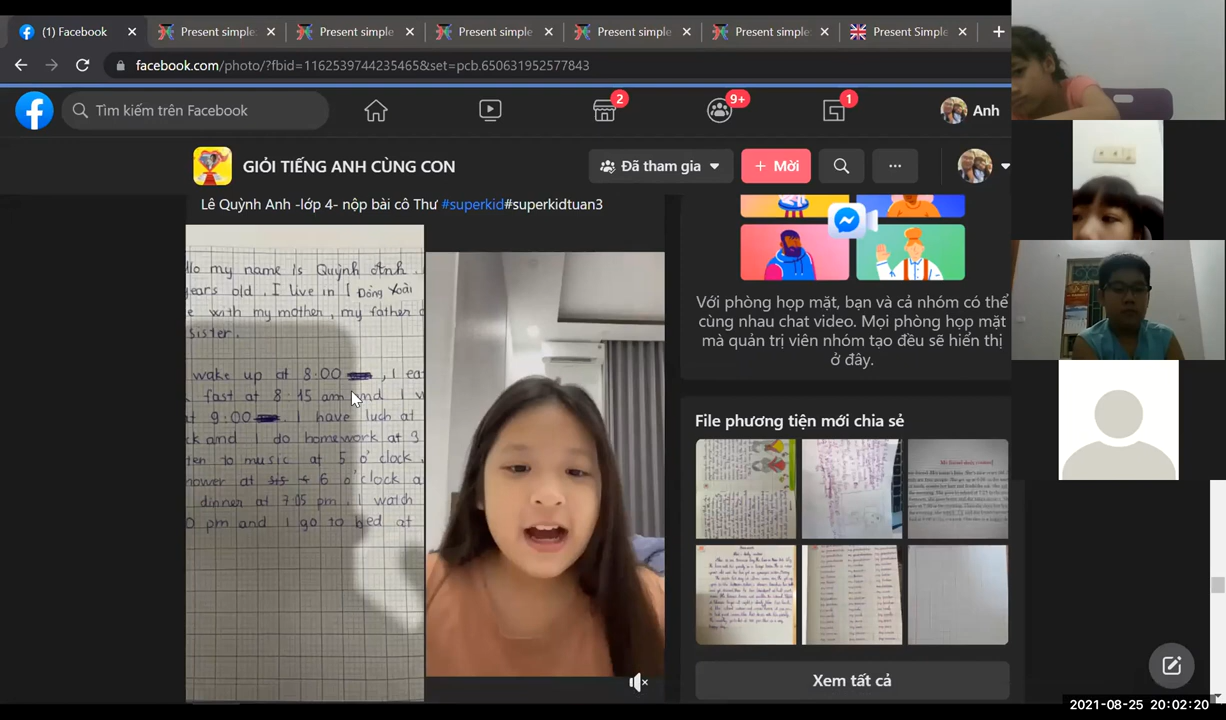 (1) Facebook
Present simple
Present simple
Present simple
Present simple
Present simple
Present Simple
facebook.com/photo/?fbid=1162539744235465&set=pcb.650631952577843
Tìm kiếm trên Facebook
2
9+
1
Anh
GIỎI TIẾNG ANH CÙNG CON
Đã tham gia
+ Mời
Lê Quỳnh Anh -lớp 4- nộp bài cô Thư #superkid#superkidtuan3
llo my name is Quỳnh Anh.
years old. I live in Đồng Xoài
e with my mother, my father
sister.
wake up at 8:00, I ea
fast at 8:15 am and I w
at 9:00. I have luch at
ck and I do homework at 3
ten to music at 5 o'clock.
hower at 6 o'clock a
dinner at 7:05 pm. I watch
0 pm and I go to bed at
Với phòng họp mặt, bạn và cả nhóm có thể
cùng nhau chat video. Mọi phòng họp mặt
mà quản trị viên nhóm tạo đều sẽ hiển thị
ở đây.
File phương tiện mới chia sẻ
Xem tất cả
2021-08-25 20:02:20